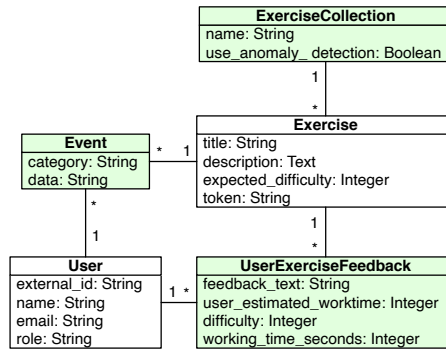 ExerciseCollection
name: String
use_anomaly_ detection: Boolean
1
*
Exercise
title: String
description: Text
expected_difficulty: Integer
token: String
Event
category: String
data: String
* 1
*
1
1
*
User
external_id: String
name: String
email: String
role: String
1 *
UserExerciseFeedback
feedback_text: String
user_estimated_worktime: Integer
difficulty: Integer
working_time_seconds: Integer